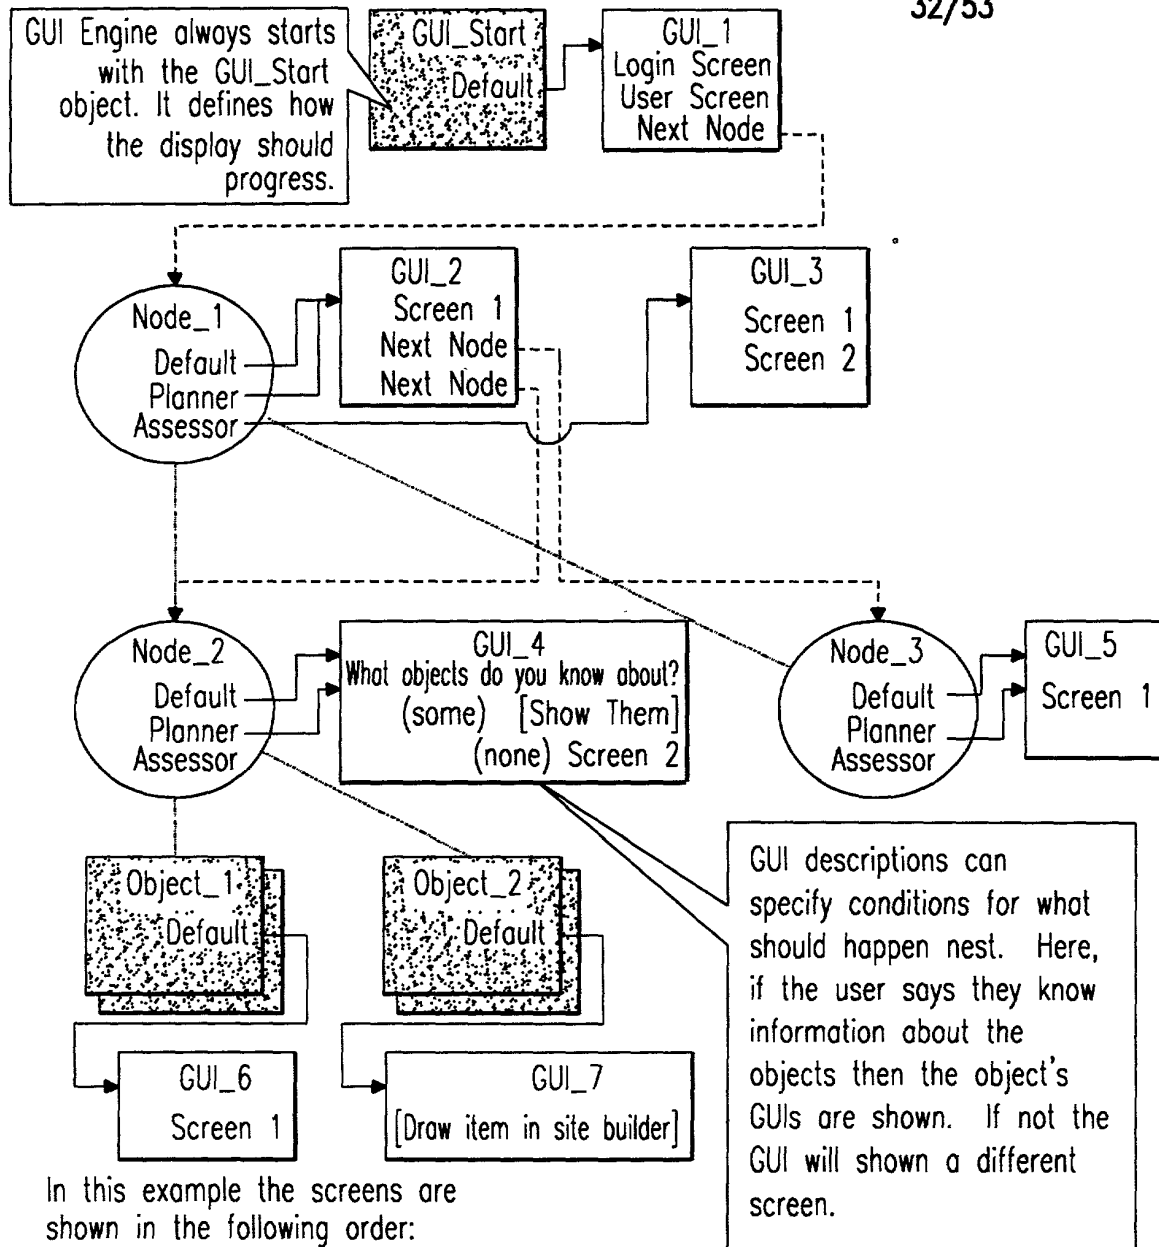 32/53
GUI Engine always starts
with the GUI_Start
object. It defines how
the display should
progress.
GUI_Start
Default
GUI_1
Login Screen
User Screen
Next Node
Node_1
Default
Planner
Assessor
GUI_2
Screen 1
Next Node
Next Node
GUI_3
Screen 1
Screen 2
Node_2
Default
Planner
Assessor
GUI_4
What objects do you know about?
(some) [Show Them]
(none) Screen 2
Node_3
Default
Planner
Assessor
GUI_5
Screen 1
Object_1
Default
Object_2
Default
GUI descriptions can
specify conditions for what
should happen nest. Here,
if the user says they know
information about the
objects then the object's
GUIs are shown. If not the
GUI will shown a different
screen.
GUI_6
Screen 1
GUI_7
[Draw item in site builder]
In this example the screens are
shown in the following order: